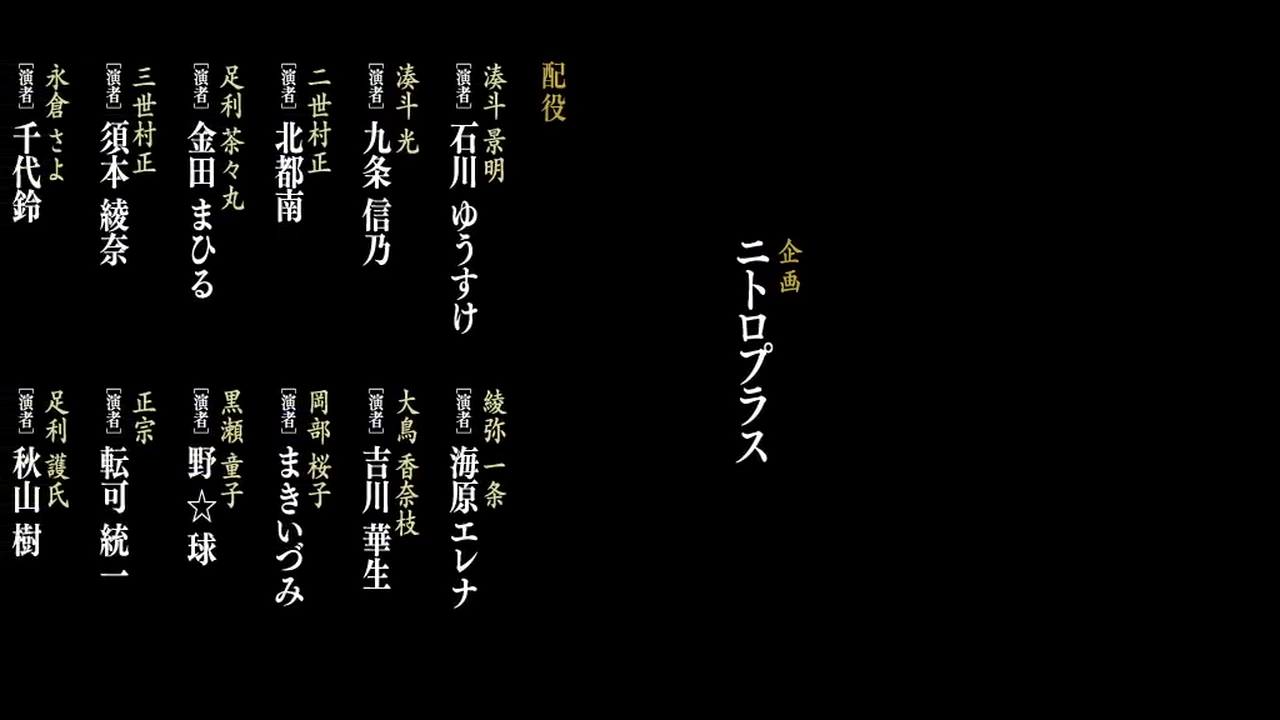 企画
ニトロプラス
配役
湊斗 景明
［演者］石川 ゆうすけ
湊斗 光
［演者］九条 信乃
二世村正
［演者］北都南
足利 茶々丸
［演者］金田 まひる
三世村正
［演者］須本 綾奈
永倉 さよ
［演者］千代鈴
綾弥 一条
［演者］海原エレナ
大鳥 香奈枝
［演者］吉川 華生
岡部 桜子
［演者］まきいづみ
黒瀬 童子
［演者］野☆球
正宗
［演者］転可 統一
足利 護氏
［演者］秋山 樹